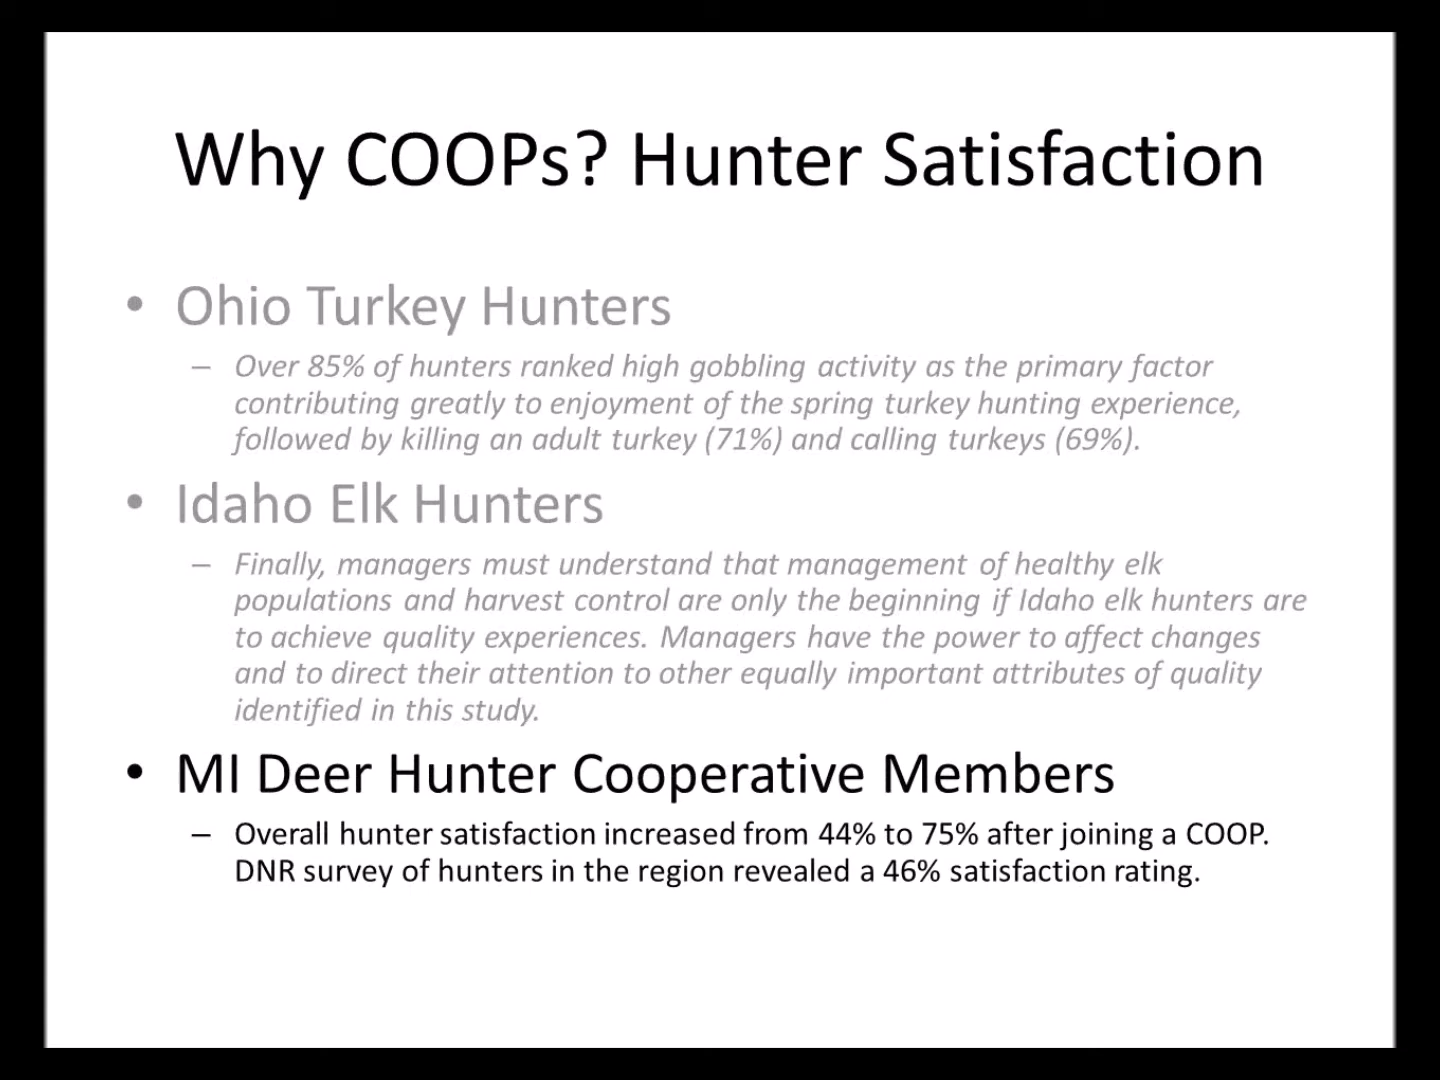 Why COOPs? Hunter Satisfaction
• Ohio Turkey Hunters
– Over 85% of hunters ranked high gobbling activity as the primary factor
contributing greatly to enjoyment of the spring turkey hunting experience,
followed by killing an adult turkey (71%) and calling turkeys (69%).
• Idaho Elk Hunters
– Finally, managers must understand that management of healthy elk
populations and harvest control are only the beginning if Idaho elk hunters are
to achieve quality experiences. Managers have the power to affect changes
and to direct their attention to other equally important attributes of quality
identified in this study.
• MI Deer Hunter Cooperative Members
– Overall hunter satisfaction increased from 44% to 75% after joining a COOP.
DNR survey of hunters in the region revealed a 46% satisfaction rating.